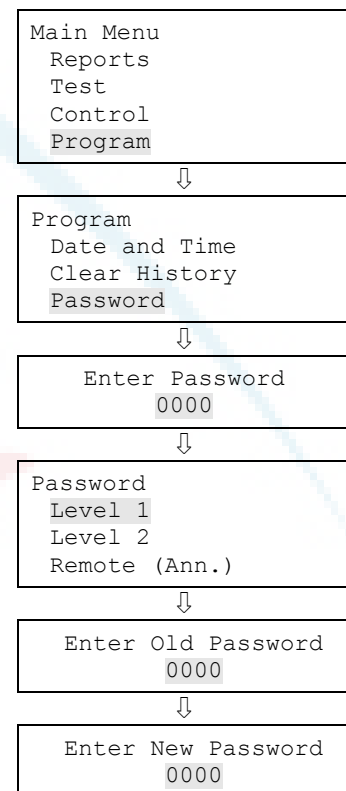 Main Menu
Reports
Test
Control
Program
⇩
Program
Date and Time
Clear History
Password
⇩
Enter Password
0000
⇩
Password
Level 1
Level 2
Remote (Ann.)
⇩
Enter Old Password
0000
⇩
Enter New Password
0000